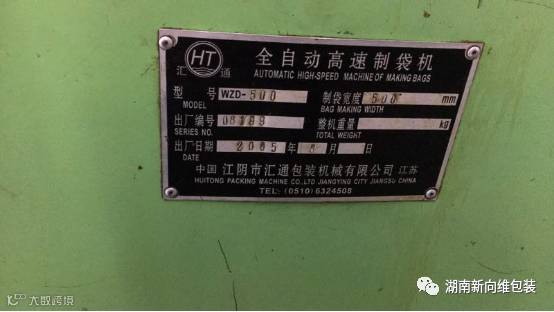 HT
汇 通
全自动高速制袋机
AUTOMATIC HIGH-SPEED MACHINE OF MAKING BAGS
型 号 WZD-500 制袋宽度 500 mm
MODEL BAG MAKING WIDTH
出厂编号 整机重量 kg
SERIES NO. TOTAL WEIGHT
出厂日期 2005 年 8 月 日
DATE
中国 江阴市汇通包装机械有限公司 江苏
HUITONG PACKING MACHINE CO.,LTD JIANGYING CITY JIANGSU CHINA
TEL: (0510)6324508
湖南新向维包装
大数跨境